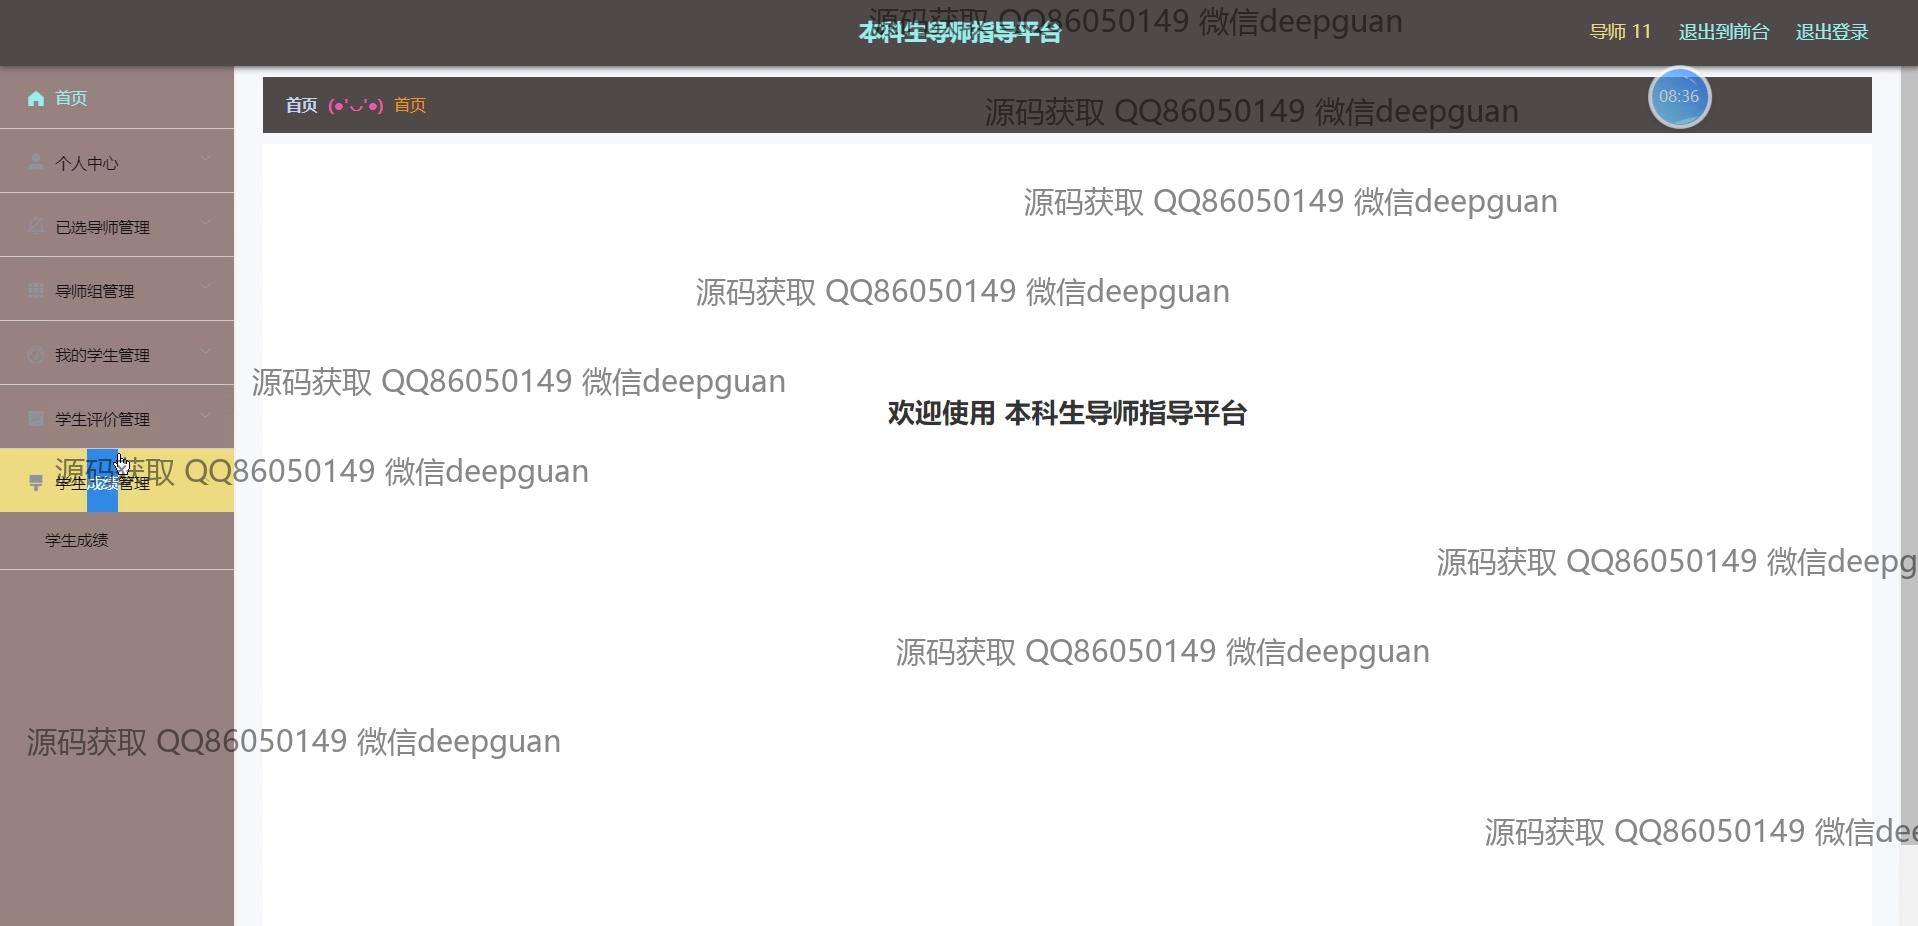 源码获取 QQ86050149 微信deepguan
本科生导师指导平台
导师 11 退出到前台 退出登录
首页
首页 (●'◡'●) 首页
08:36
源码获取 QQ86050149 微信deepguan
个人中心
源码获取 QQ86050149 微信deepguan
已选导师管理
导师组管理
源码获取 QQ86050149 微信deepguan
我的学生管理
源码获取 QQ86050149 微信deepguan
欢迎使用 本科生导师指导平台
学生评价管理
源码获取 QQ86050149 微信deepguan
学生成绩管理
学生成绩
源码获取 QQ86050149 微信deepg
源码获取 QQ86050149 微信deepguan
源码获取 QQ86050149 微信deepguan
源码获取 QQ86050149 微信dee